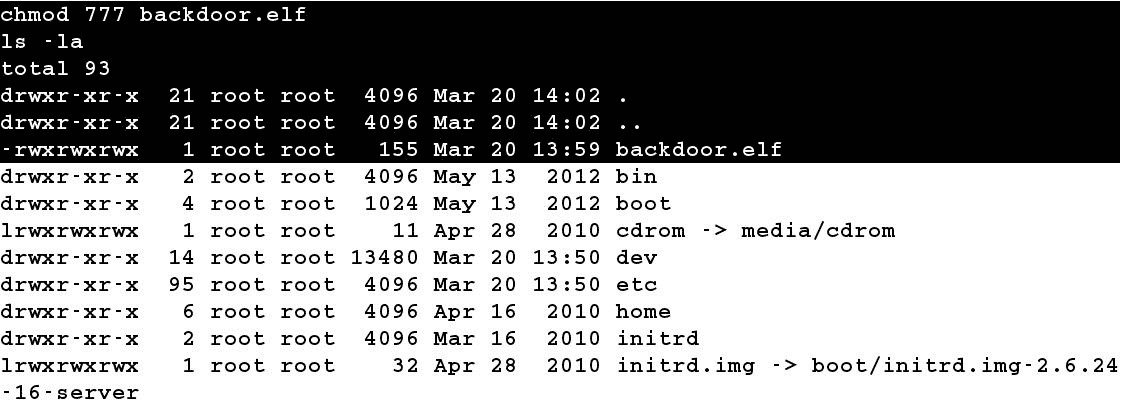 chmod 777 backdoor.elf
ls -la
total 93
drwxr-xr-x  21 root root  4096 Mar 20 14:02 .
drwxr-xr-x  21 root root  4096 Mar 20 14:02 ..
-rwxrwxrwx   1 root root   155 Mar 20 13:59 backdoor.elf
drwxr-xr-x   2 root root  4096 May 13  2012 bin
drwxr-xr-x   4 root root  1024 May 13  2012 boot
lrwxrwxrwx   1 root root    11 Apr 28  2010 cdrom -> media/cdrom
drwxr-xr-x  14 root root 13480 Mar 20 13:50 dev
drwxr-xr-x  95 root root  4096 Mar 20 13:50 etc
drwxr-xr-x   6 root root  4096 Apr 16  2010 home
drwxr-xr-x   2 root root  4096 Mar 16  2010 initrd
lrwxrwxrwx   1 root root    32 Apr 28  2010 initrd.img -> boot/initrd.img-2.6.24
-16-server